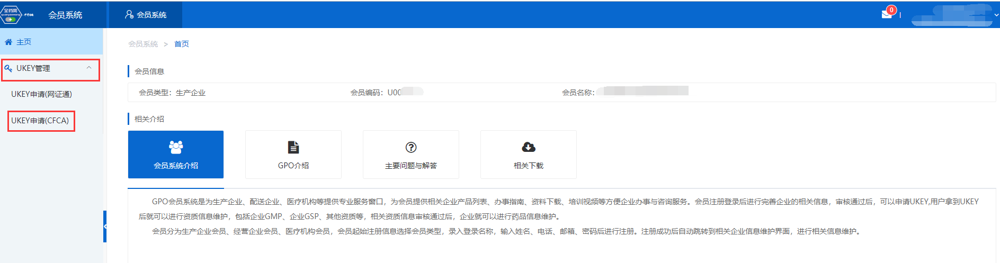 全药网
quanyaowang.com
会员系统
会员系统
0
主页
UKEY管理
UKEY申请(网证通)
UKEY申请(CFCA)
会员系统 > 首页
会员信息
会员类型：生产企业
会员编码：U00
会员名称：
相关介绍
会员系统介绍
GPO介绍
主要问题与解答
相关下载
GPO会员系统是为生产企业、配送企业、医疗机构等提供专业服务窗口，为会员提供相关企业产品列表、办事指南、资料下载、培训视频等方便企业办事与咨询服务。会员注册登录后进行完善企业的相关信息，审核通过后，可以申请UKEY,用户拿到UKEY
后就可以进行资质信息维护，包括企业GMP、企业GSP、其他资质等，相关资质信息审核通过后，企业就可以进行药品信息维护。
会员分为生产企业会员、经营企业会员、医疗机构会员，会员起始注册信息选择会员类型，录入登录名称，输入姓名、电话、邮箱、密码后进行注册。注册成功后自动跳转到相关企业信息维护界面，进行相关信息维护。